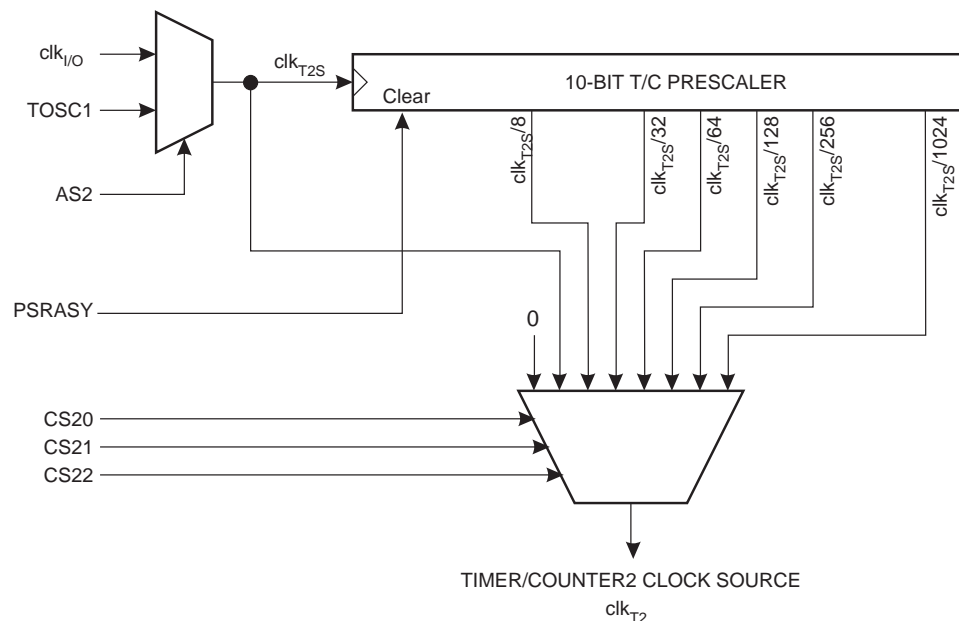 clkI/O
clkT2S
10-BIT T/C PRESCALER
TOSC1
Clear
clkT2S/8
clkT2S/32
clkT2S/64
clkT2S/128
clkT2S/256
clkT2S/1024
AS2
PSRASY
0
CS20
CS21
CS22
TIMER/COUNTER2 CLOCK SOURCE
clkT2